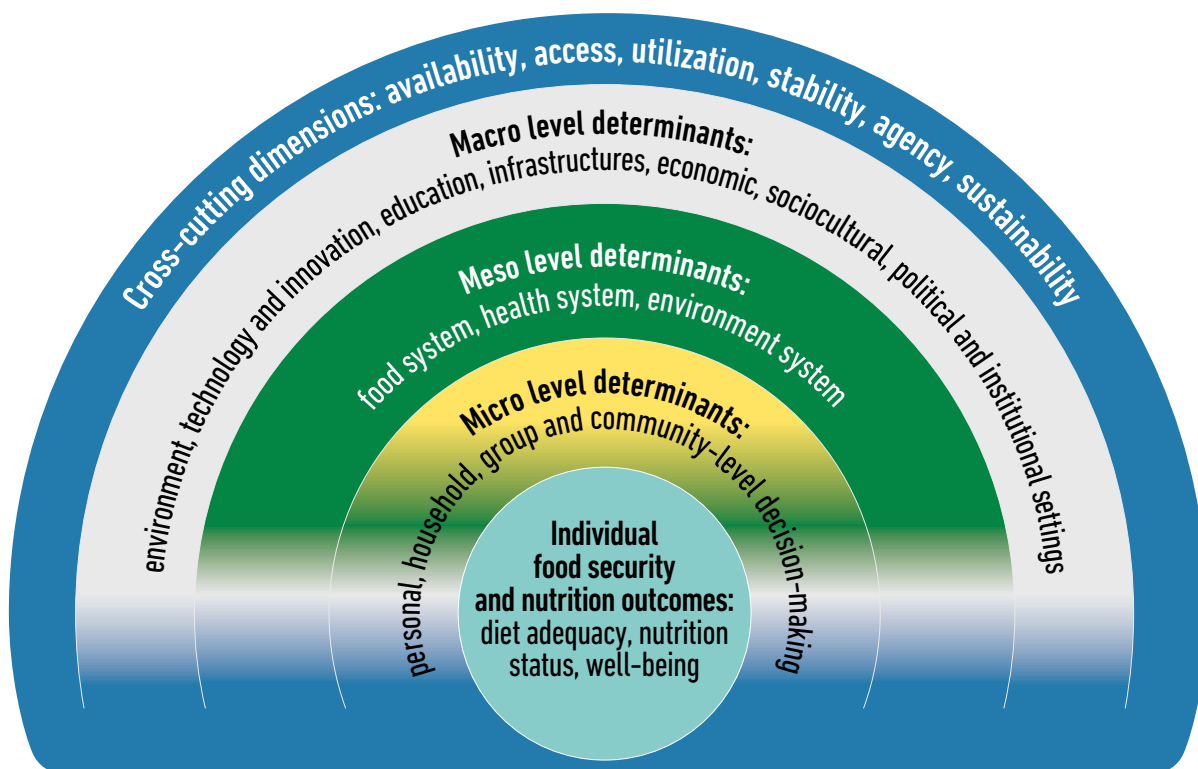 Cross-cutting dimensions: availability, access, utilization, stability, agency, sustainability
Macro level determinants:
environment, technology and innovation, education, infrastructures, economic, sociocultural, political and institutional settings
Meso level determinants:
food system, health system, environment system
Micro level determinants:
personal, household, group and community-level decision-making
Individual
food security
and nutrition outcomes:
diet adequacy, nutrition
status, well-being